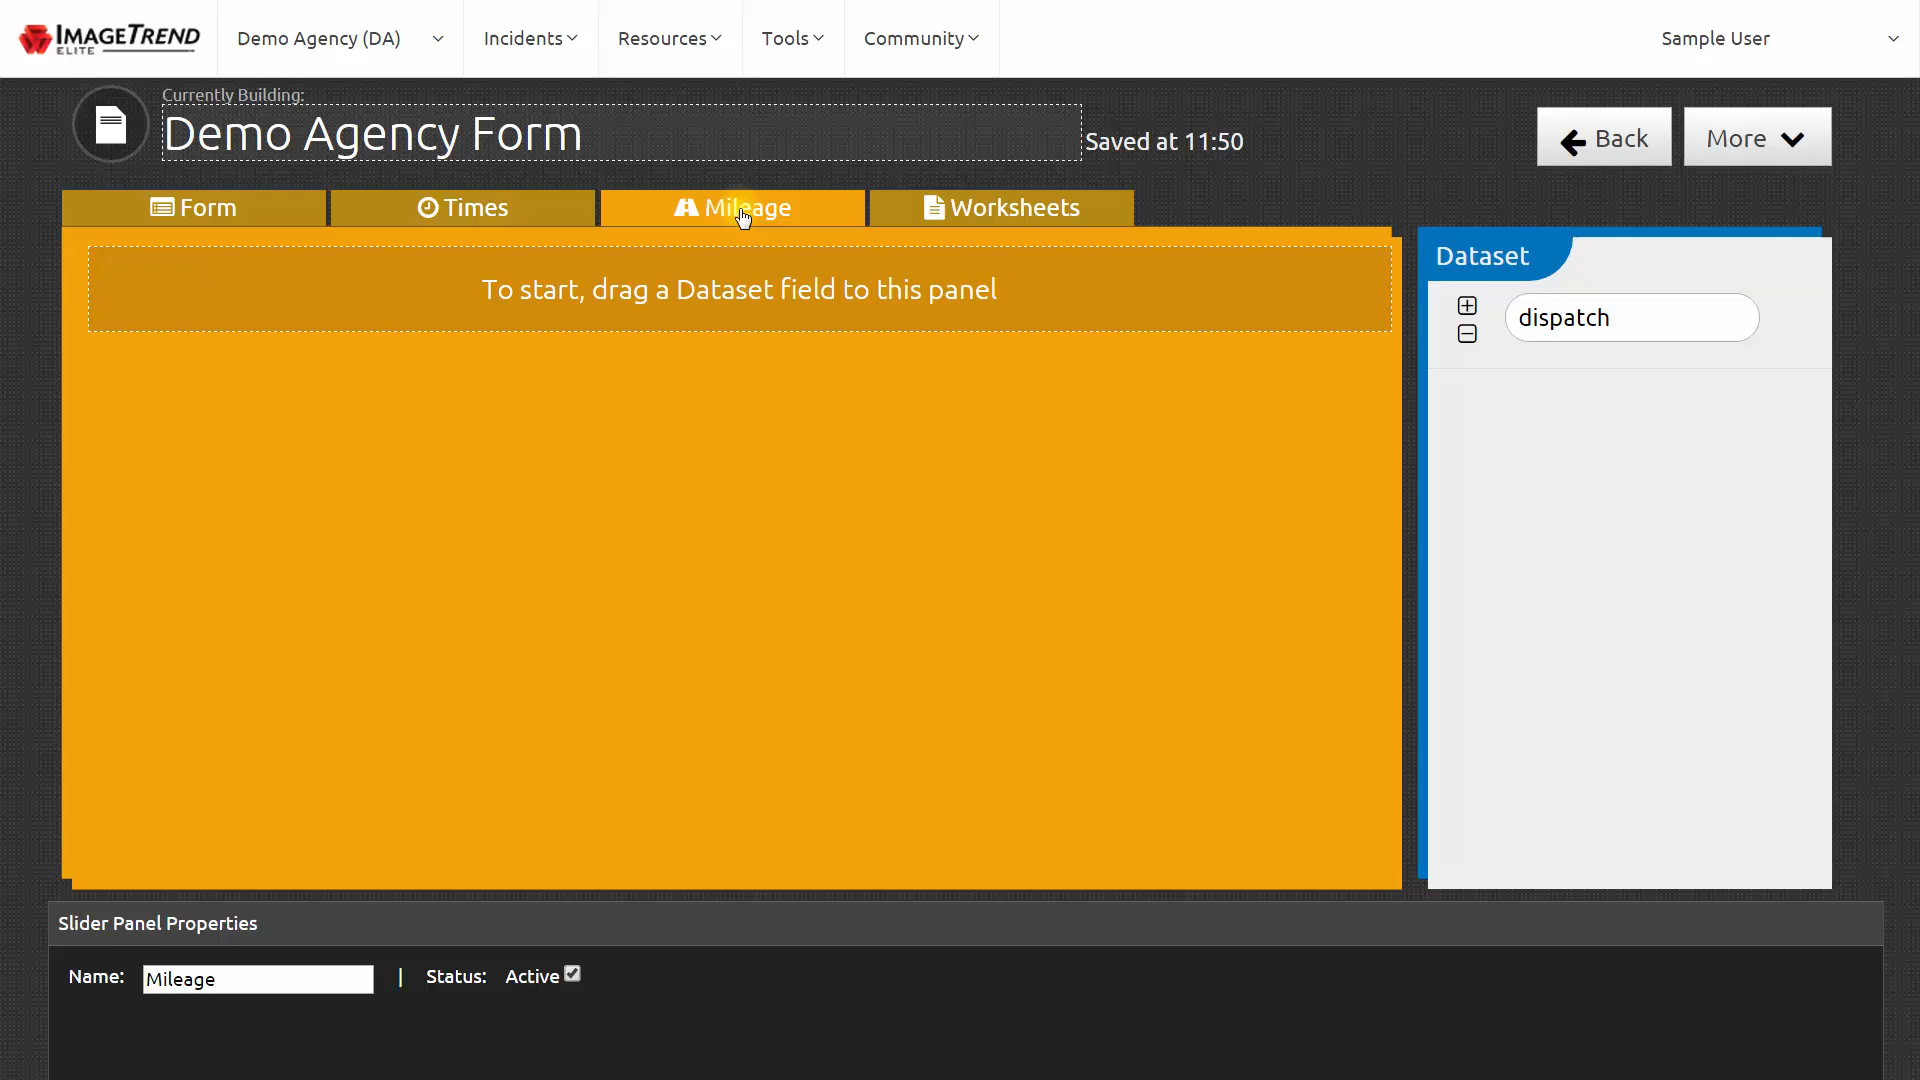 IMAGETREND
ELITE
Demo Agency (DA)
Incidents
Resources
Tools
Community
Sample User
Currently Building:
Demo Agency Form
Saved at 11:50
Back
More
Form
Times
Mileage
Worksheets
To start, drag a Dataset field to this panel
Dataset
dispatch
Slider Panel Properties
Name: Mileage | Status: Active